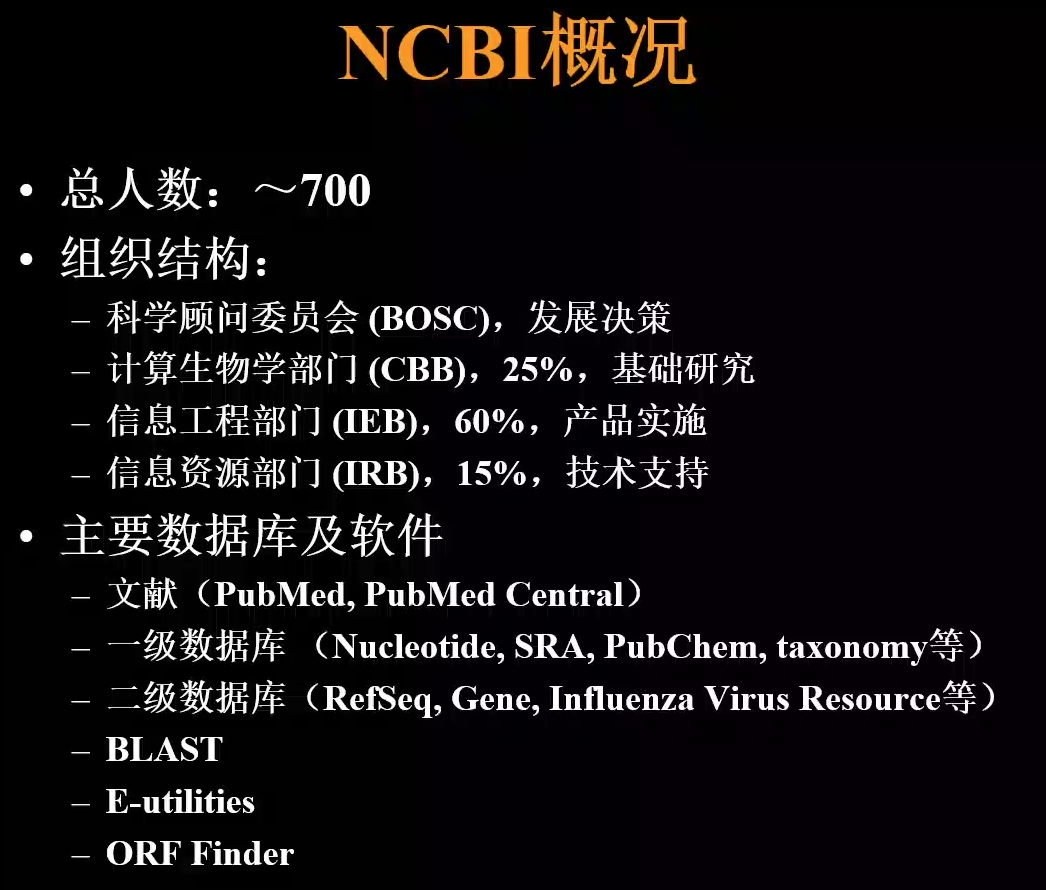 NCBI概况
• 总人数：～700
• 组织结构：
– 科学顾问委员会 (BOSC)，发展决策
– 计算生物学部门 (CBB)，25%，基础研究
– 信息工程部门 (IEB)，60%，产品实施
– 信息资源部门 (IRB)，15%，技术支持
• 主要数据库及软件
– 文献（PubMed, PubMed Central）
– 一级数据库 （Nucleotide, SRA, PubChem, taxonomy等）
– 二级数据库（RefSeq, Gene, Influenza Virus Resource等）
– BLAST
– E-utilities
– ORF Finder